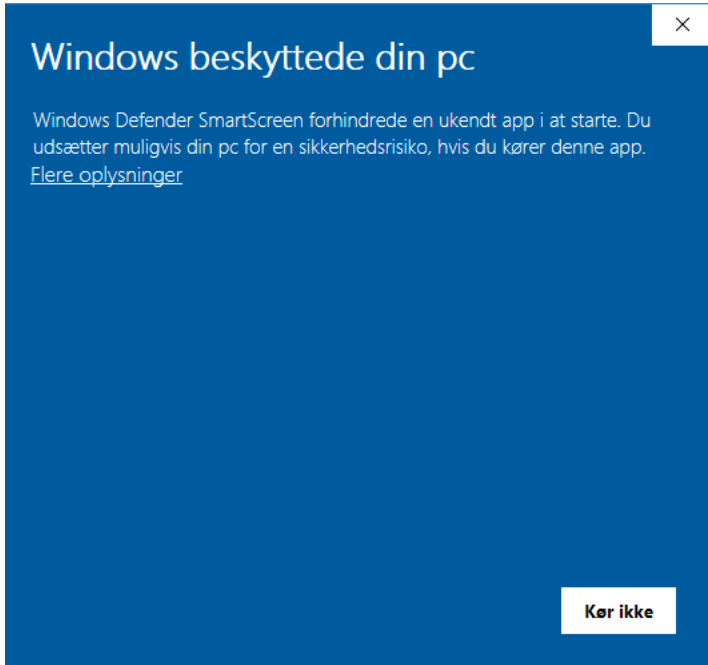 Windows beskyttede din pc
Windows Defender SmartScreen forhindrede en ukendt app i at starte. Du
udsætter muligvis din pc for en sikkerhedsrisiko, hvis du kører denne app.
Flere oplysninger
Kør ikke